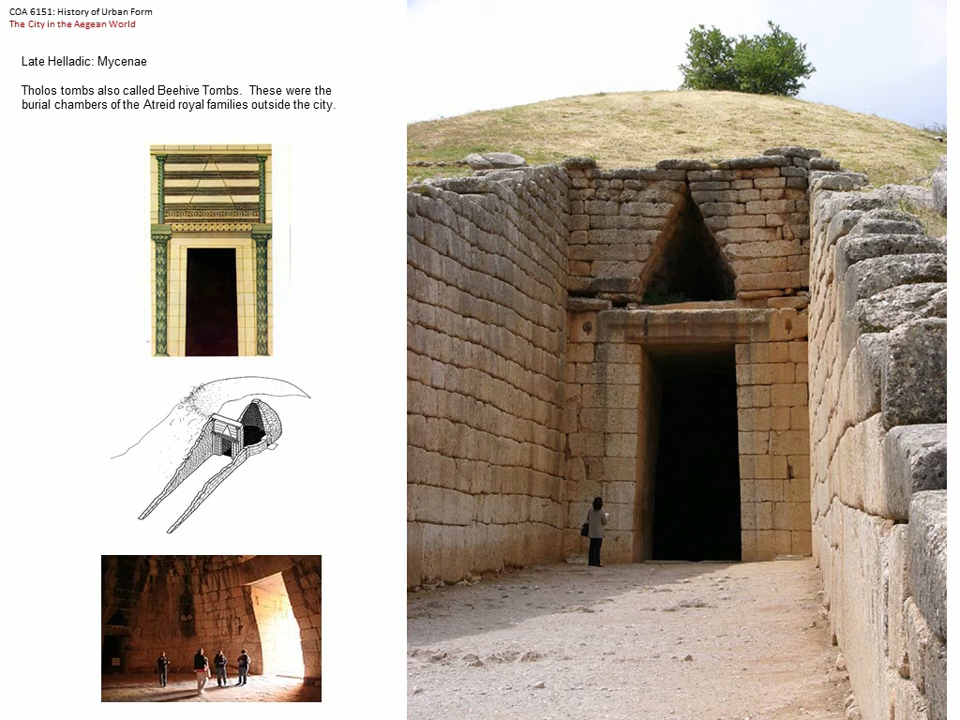 COA 6151: History of Urban Form
The City in the Aegean World
Late Helladic: Mycenae
Tholos tombs also called Beehive Tombs. These were the
burial chambers of the Atreid royal families outside the city.